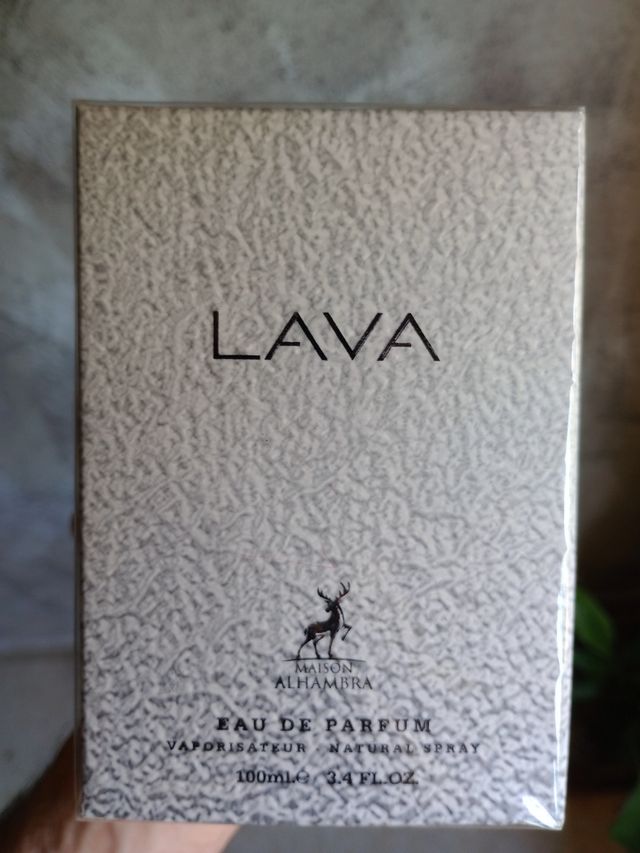 LAVA
MAISON
ALHAMBRA
EAU DE PARFUM
VAPORISATEUR · NATURAL SPRAY
100ml.℮ 3.4 FL.OZ.